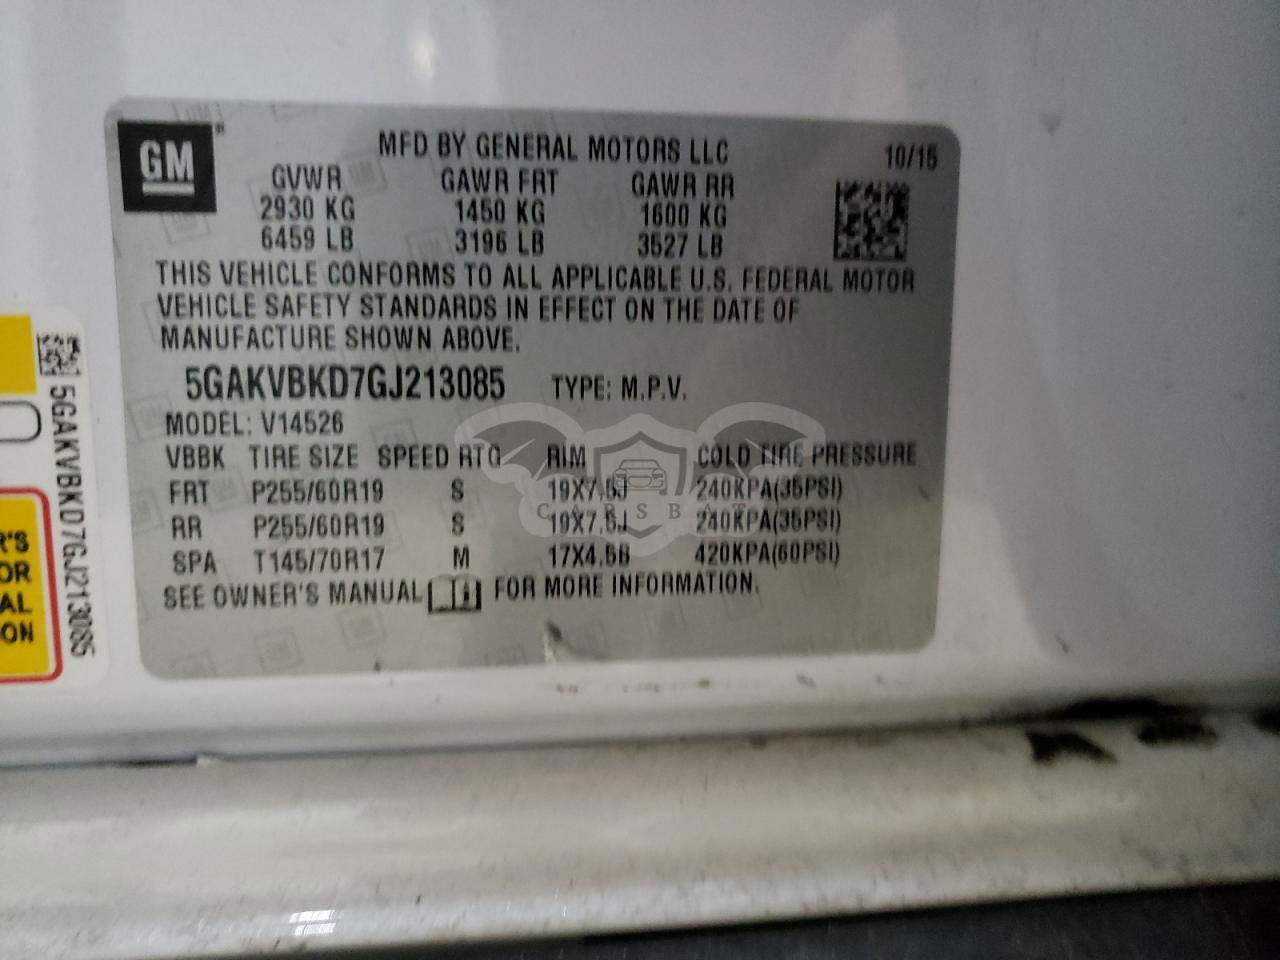 GM
MFD BY GENERAL MOTORS LLC
10/15
GVWR GAWR FRT GAWR RR
2930 KG 1450 KG 1600 KG
6459 LB 3196 LB 3527 LB
THIS VEHICLE CONFORMS TO ALL APPLICABLE U.S. FEDERAL MOTOR
VEHICLE SAFETY STANDARDS IN EFFECT ON THE DATE OF
MANUFACTURE SHOWN ABOVE.
5GAKVBKD7GJ213085 TYPE: M.P.V.
MODEL: V14526
VBBK TIRE SIZE SPEED RTG RIM COLD TIRE PRESSURE
FRT P255/60R19 S 19X7.5J 240KPA(35PSI)
RR P255/60R19 S 19X7.5J 240KPA(35PSI)
SPA T145/70R17 M 17X4.5B 420KPA(60PSI)
SEE OWNER'S MANUAL FOR MORE INFORMATION.
CARSBAT
5GAKVBKD7GJ213085
R'S
OR
AL
ON